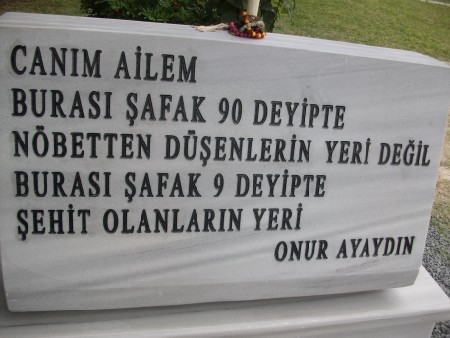 CANIM AİLEM
BURASI ŞAFAK 90 DEYİPTE
NÖBETTEN DÜŞENLERİN YERİ DEĞİL
BURASI ŞAFAK 9 DEYİPTE
ŞEHİT OLANLARIN YERİ
ONUR AYAYDIN